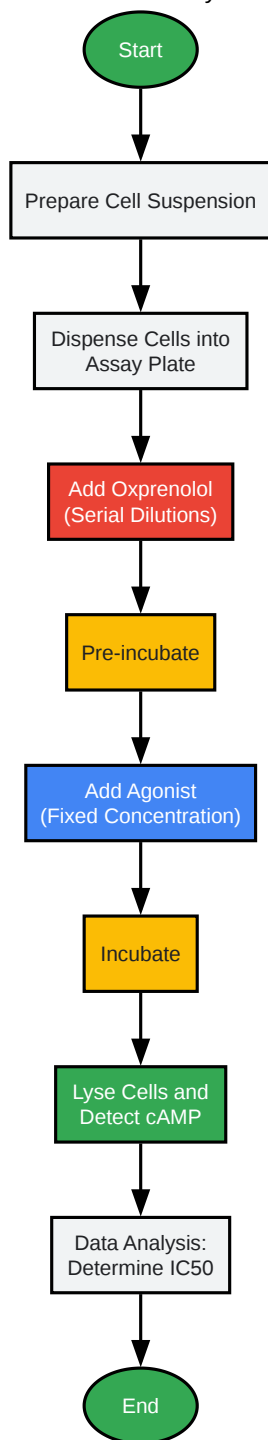 Start
Prepare Cell Suspension
Dispense Cells into
Assay Plate
Add Oxprenolol
(Serial Dilutions)
Pre-incubate
Add Agonist
(Fixed Concentration)
Incubate
Lyse Cells and
Detect cAMP
Data Analysis:
Determine IC50
End